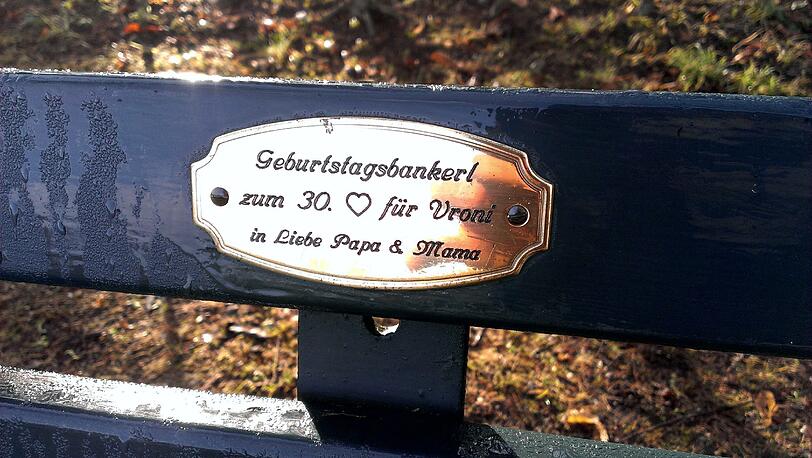 Geburtstagsbankerl
zum 30. ♡ für Vroni
in Liebe Papa & Mama